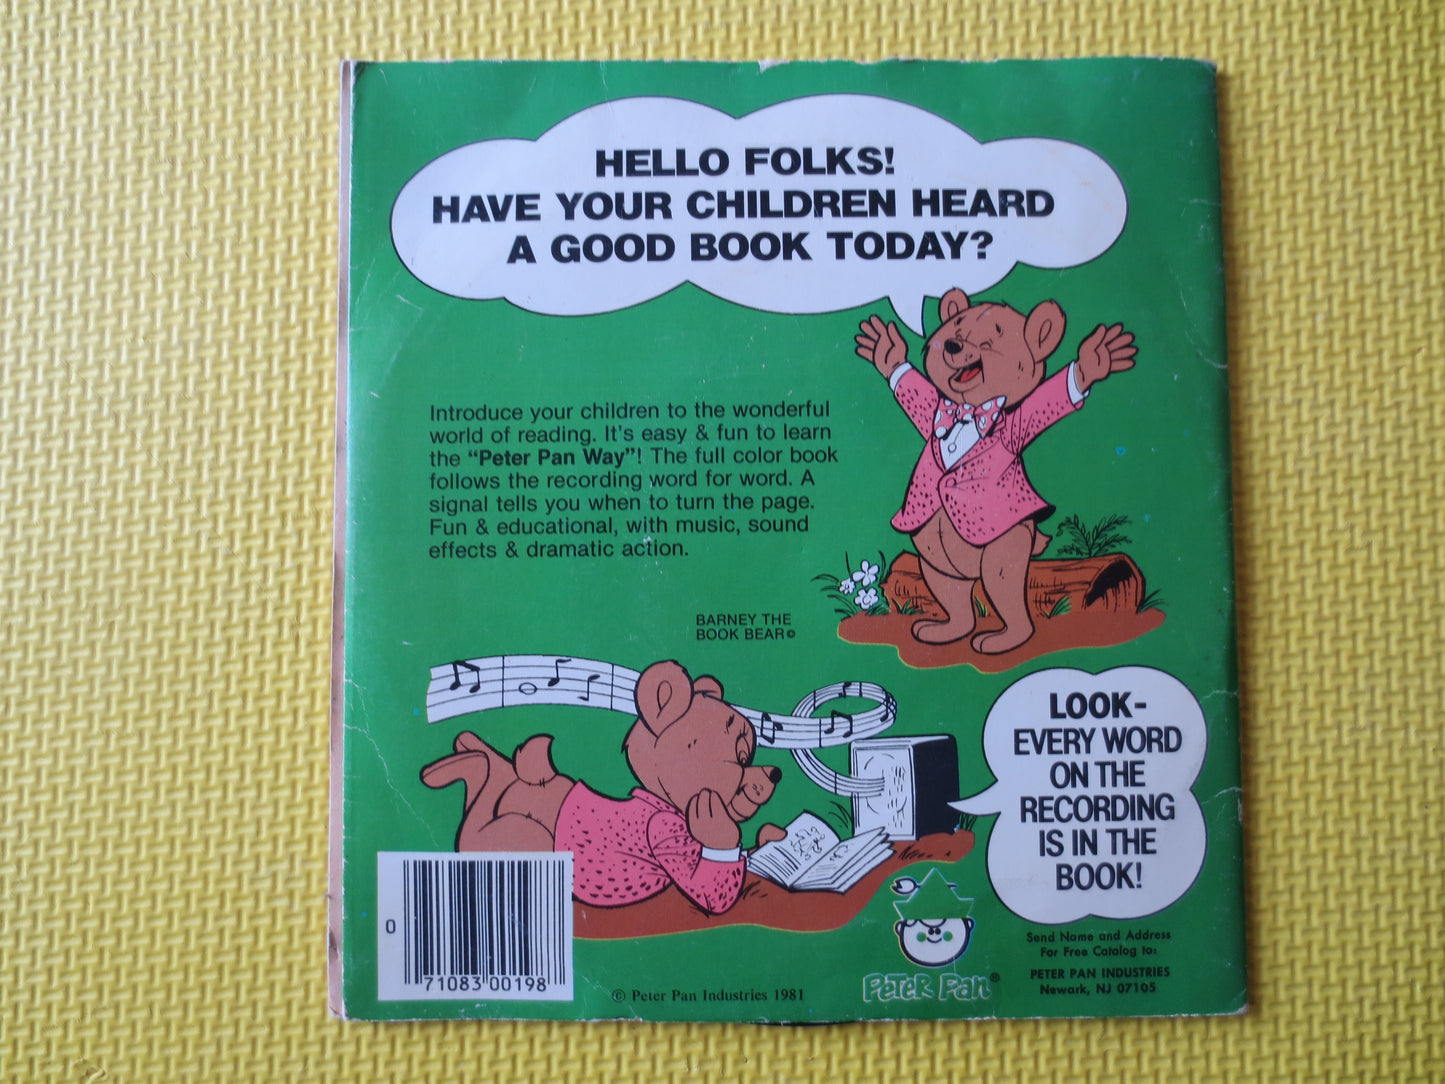 HELLO FOLKS!
HAVE YOUR CHILDREN HEARD
A GOOD BOOK TODAY?
Introduce your children to the wonderful
world of reading. It's easy & fun to learn
the "Peter Pan Way"! The full color book
follows the recording word for word. A
signal tells you when to turn the page.
Fun & educational, with music, sound
effects & dramatic action.
BARNEY THE
BOOK BEAR©
LOOK-
EVERY WORD
ON THE
RECORDING
IS IN THE
BOOK!
Send Name and Address
For Free Catalog to:
PETER PAN INDUSTRIES
Newark, NJ 07105
PETER PAN®
© Peter Pan Industries 1981
0 71083 00198